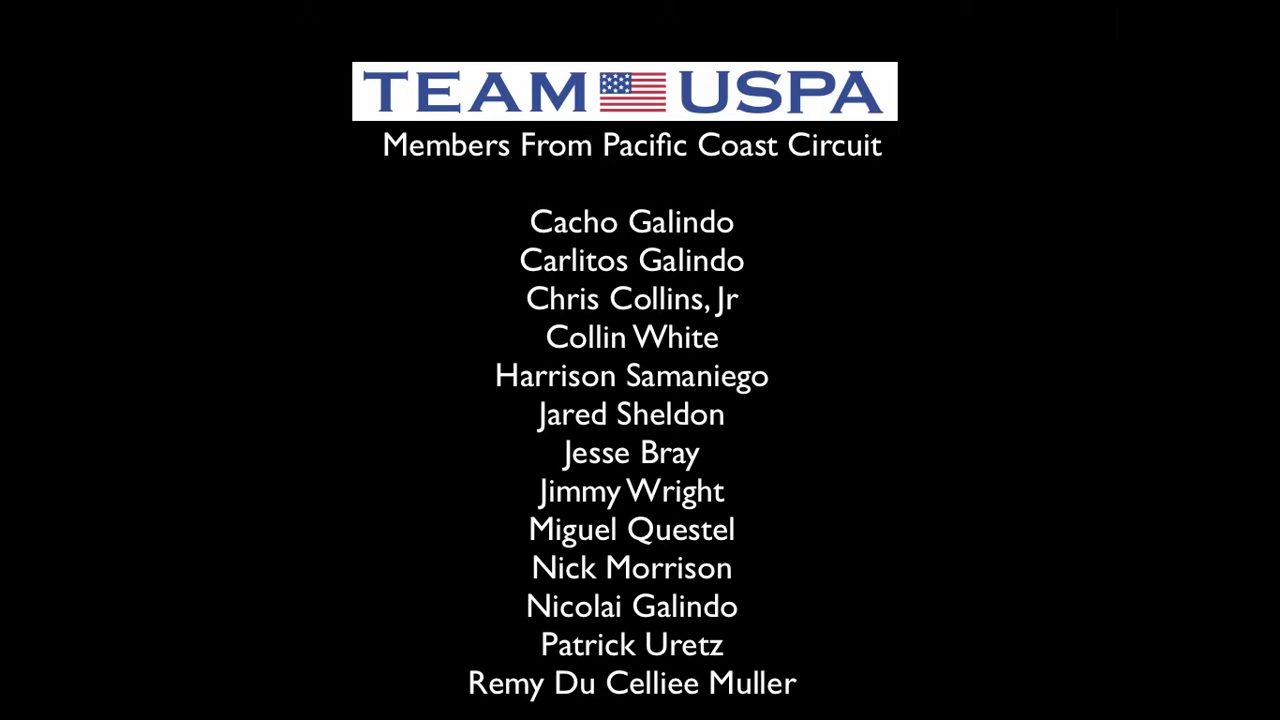 TEAM USPA
Members From Pacific Coast Circuit
Cacho Galindo
Carlitos Galindo
Chris Collins, Jr
Collin White
Harrison Samaniego
Jared Sheldon
Jesse Bray
Jimmy Wright
Miguel Questel
Nick Morrison
Nicolai Galindo
Patrick Uretz
Remy Du Celliee Muller